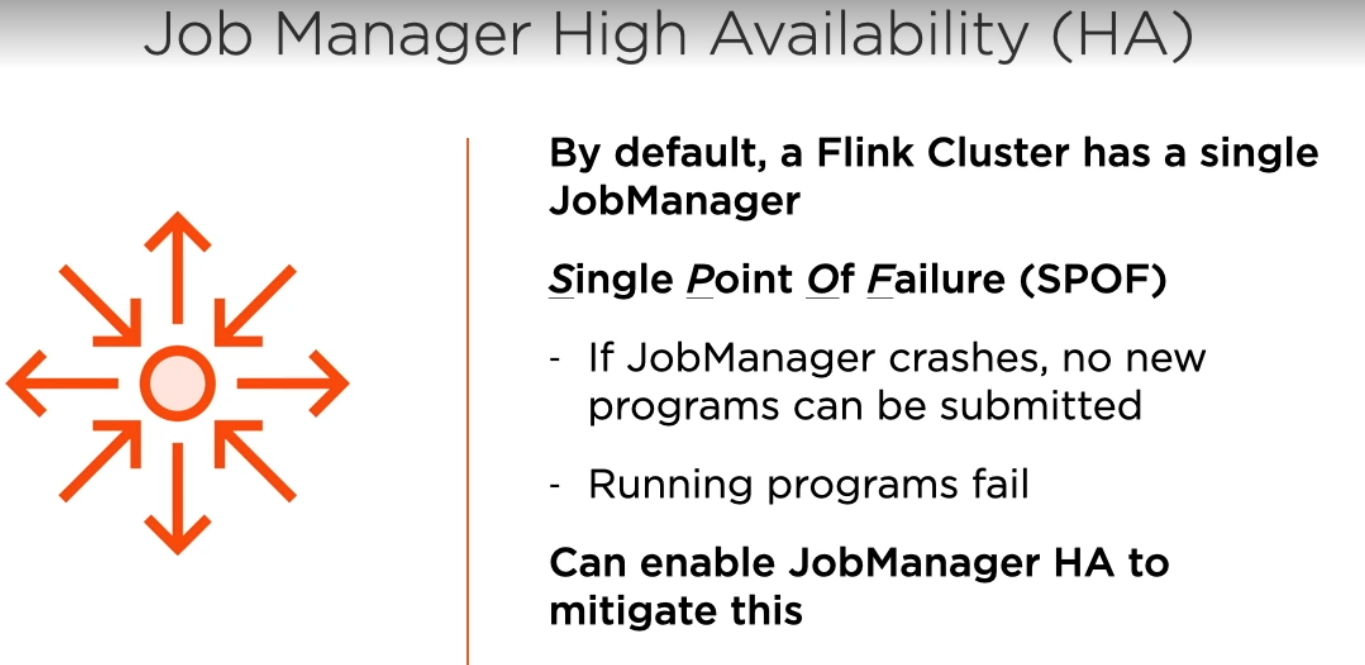 Job Manager High Availability (HA)
By default, a Flink Cluster has a single
JobManager
Single Point Of Failure (SPOF)
- If JobManager crashes, no new
programs can be submitted
- Running programs fail
Can enable JobManager HA to
mitigate this